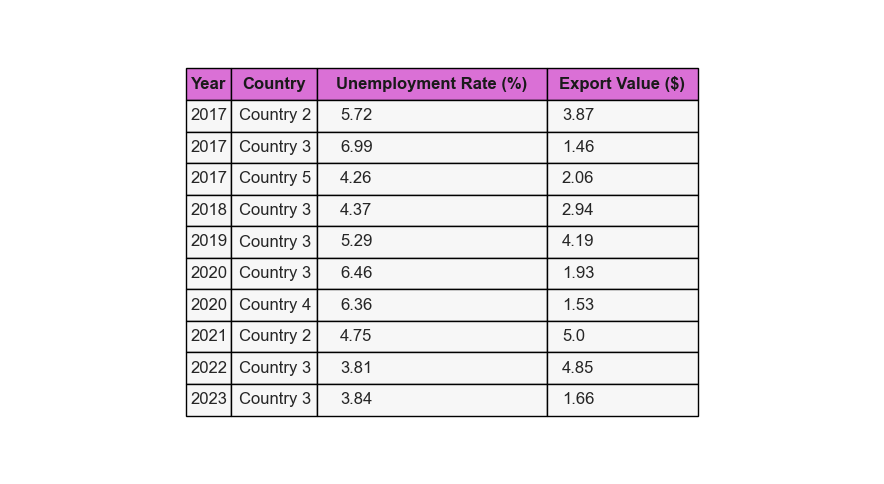 Year Country Unemployment Rate (%) Export Value ($)
2017 Country 2 5.72 3.87
2017 Country 3 6.99 1.46
2017 Country 5 4.26 2.06
2018 Country 3 4.37 2.94
2019 Country 3 5.29 4.19
2020 Country 3 6.46 1.93
2020 Country 4 6.36 1.53
2021 Country 2 4.75 5.0
2022 Country 3 3.81 4.85
2023 Country 3 3.84 1.66